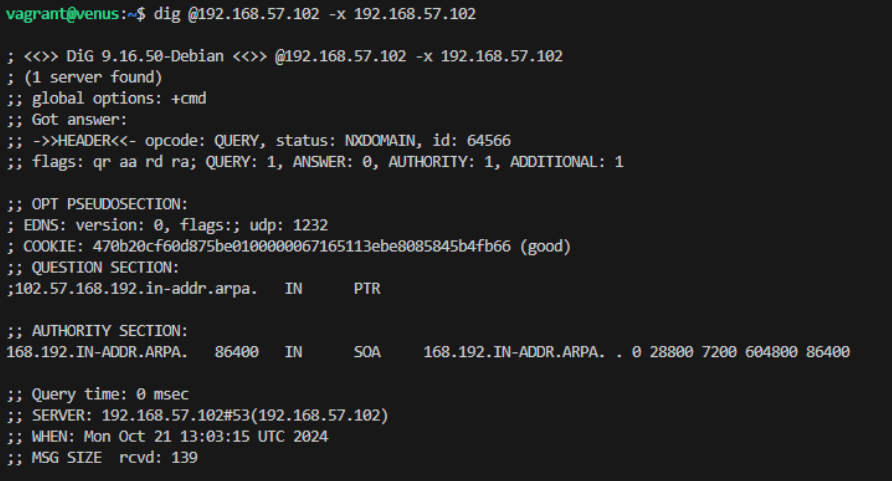 vagrant@venus:~$ dig @192.168.57.102 -x 192.168.57.102
; <<>> DiG 9.16.50-Debian <<>> @192.168.57.102 -x 192.168.57.102
; (1 server found)
;; global options: +cmd
;; Got answer:
;; ->>HEADER<<- opcode: QUERY, status: NXDOMAIN, id: 64566
;; flags: qr aa rd ra; QUERY: 1, ANSWER: 0, AUTHORITY: 1, ADDITIONAL: 1
;; OPT PSEUDOSECTION:
; EDNS: version: 0, flags:; udp: 1232
; COOKIE: 470b20cf60d875be0100000067165113ebe8085845b4fb66 (good)
;; QUESTION SECTION:
;102.57.168.192.in-addr.arpa. IN PTR
;; AUTHORITY SECTION:
168.192.IN-ADDR.ARPA. 86400 IN SOA 168.192.IN-ADDR.ARPA. . 0 28800 7200 604800 86400
;; Query time: 0 msec
;; SERVER: 192.168.57.102#53(192.168.57.102)
;; WHEN: Mon Oct 21 13:03:15 UTC 2024
;; MSG SIZE rcvd: 139